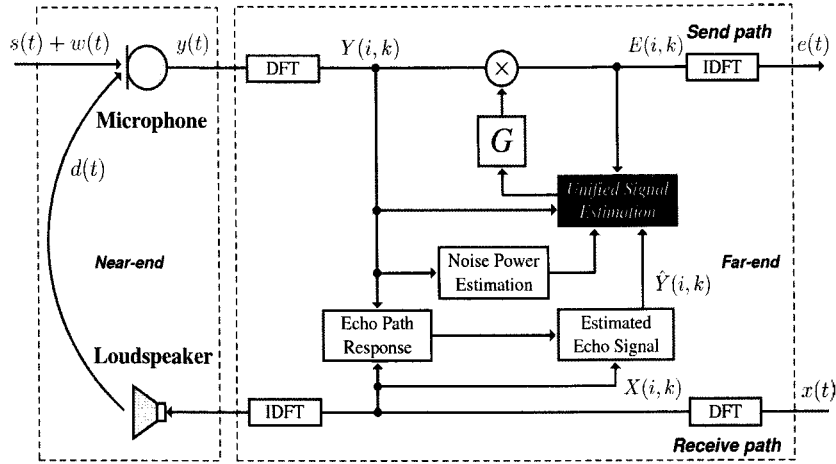 s(t) + w(t)
y(t)
DFT
Y(i, k)
×
E(i, k)
Send path
IDFT
e(t)
Microphone
G
d(t)
Unified Signal
Estimation
Near-end
Noise Power
Estimation
Far-end
Ŷ(i, k)
Echo Path
Response
Estimated
Echo Signal
Loudspeaker
X(i, k)
IDFT
DFT
x(t)
Receive path